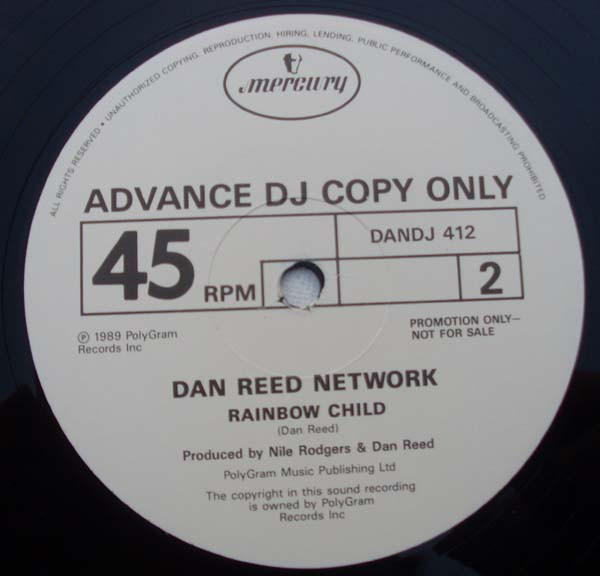 ALL RIGHTS RESERVED • UNAUTHORIZED COPYING, REPRODUCTION, HIRING, LENDING, PUBLIC PERFORMANCE AND BROADCASTING PROHIBITED
mercury
ADVANCE DJ COPY ONLY
45 RPM
DANDJ 412
2
℗ 1989 PolyGram
Records Inc
PROMOTION ONLY—
NOT FOR SALE
DAN REED NETWORK
RAINBOW CHILD
(Dan Reed)
Produced by Nile Rodgers & Dan Reed
PolyGram Music Publishing Ltd
The copyright in this sound recording
is owned by PolyGram
Records Inc